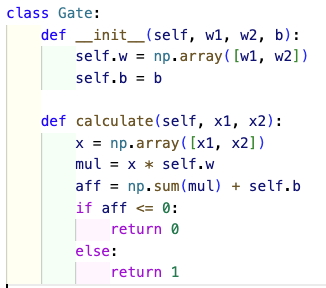 class Gate:
    def __init__(self, w1, w2, b):
        self.w = np.array([w1, w2])
        self.b = b

    def calculate(self, x1, x2):
        x = np.array([x1, x2])
        mul = x * self.w
        aff = np.sum(mul) + self.b
        if aff <= 0:
            return 0
        else:
            return 1